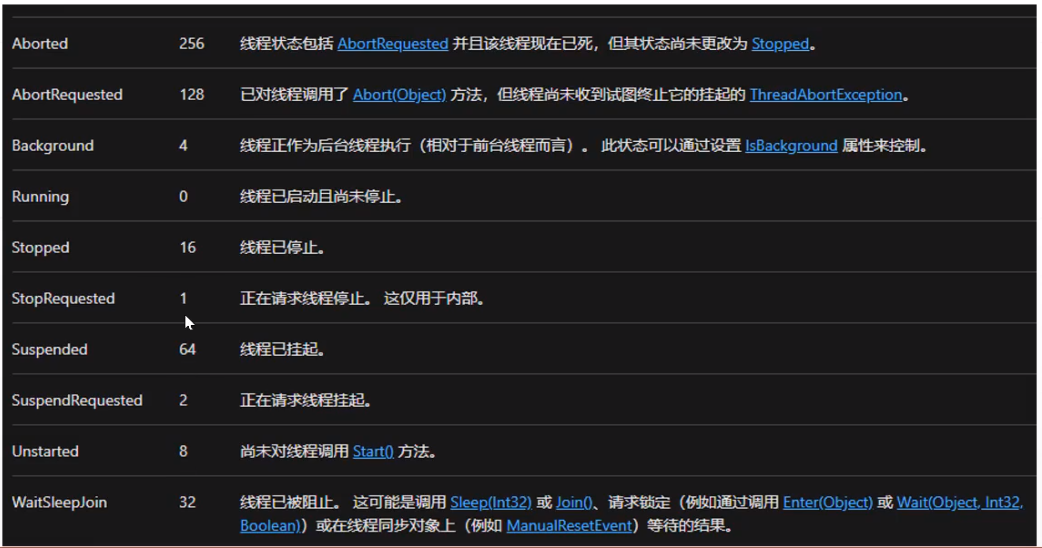 Aborted 256 线程状态包括 AbortRequested 并且该线程现在已死，但其状态尚未更改为 Stopped。
AbortRequested 128 已对线程调用了 Abort(Object) 方法，但线程尚未收到试图终止它的挂起的 ThreadAbortException。
Background 4 线程正作为后台线程执行（相对于前台线程而言）。 此状态可以通过设置 IsBackground 属性来控制。
Running 0 线程已启动且尚未停止。
Stopped 16 线程已停止。
StopRequested 1 正在请求线程停止。 这仅用于内部。
Suspended 64 线程已挂起。
SuspendRequested 2 正在请求线程挂起。
Unstarted 8 尚未对线程调用 Start() 方法。
WaitSleepJoin 32 线程已被阻止。 这可能是调用 Sleep(Int32) 或 Join()、请求锁定（例如通过调用 Enter(Object) 或 Wait(Object, Int32,
Boolean)）或在线程同步对象上（例如 ManualResetEvent）等待的结果。